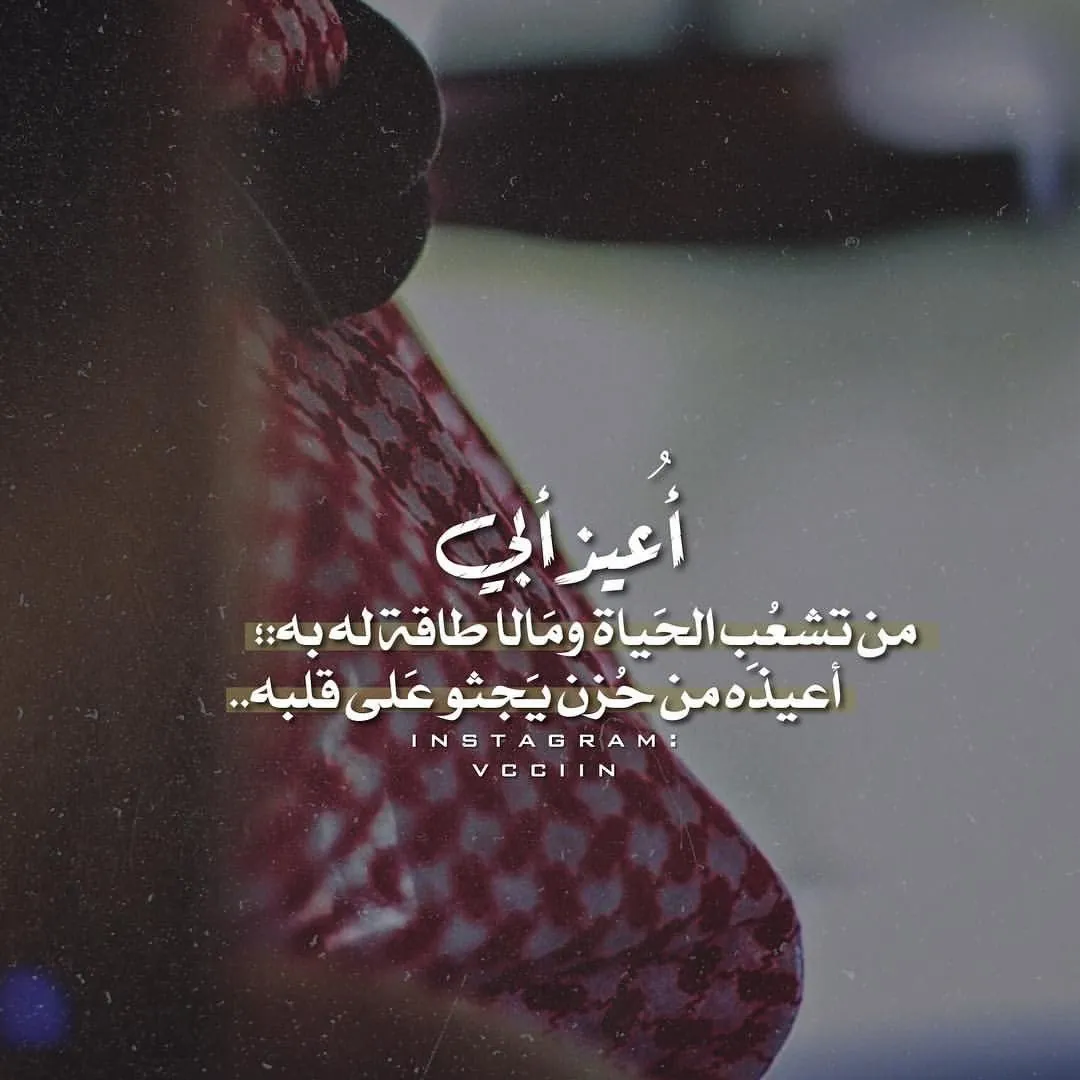 أُعيذ أبي
من تشعُبِ الحَياة ومَالا طاقة له به؛؛
أعيذَه من حُزن يَجثو عَلى قلبه..
INSTAGRAM:
VCCIIN